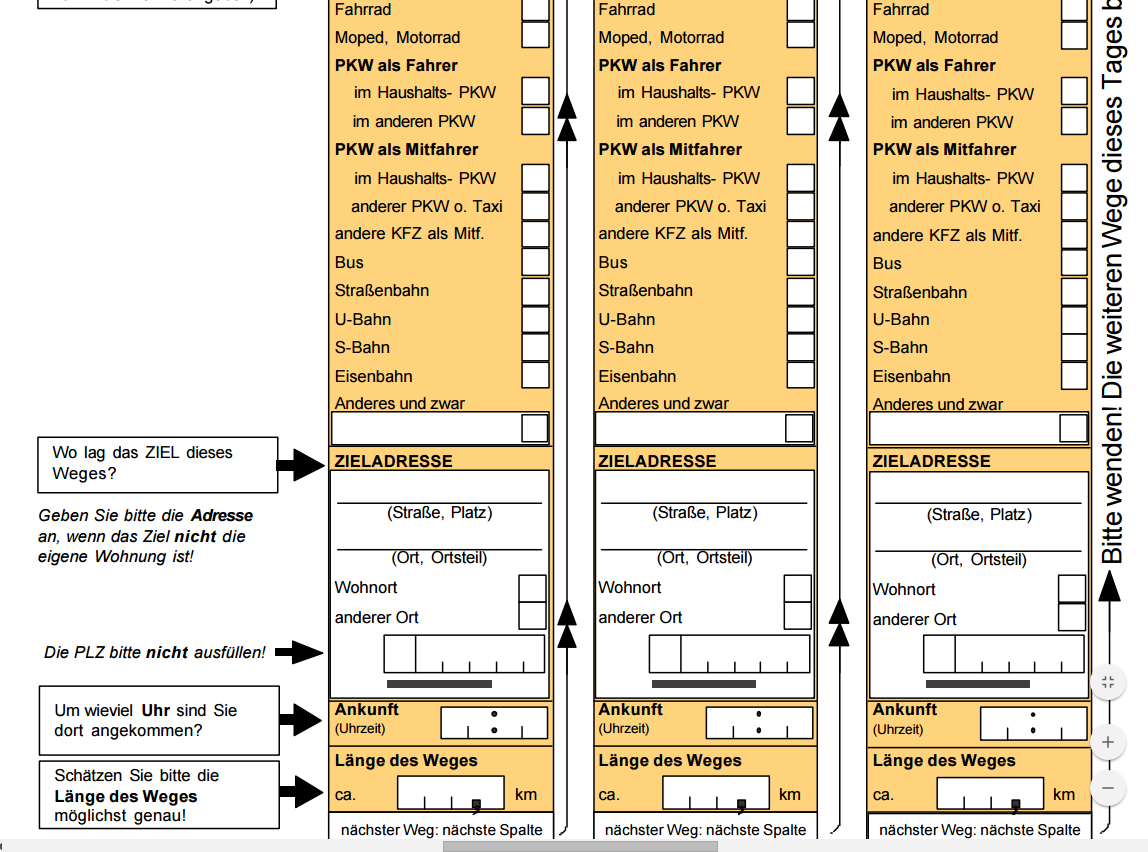 Fahrrad
Moped, Motorrad
PKW als Fahrer
im Haushalts- PKW
im anderen PKW
PKW als Mitfahrer
im Haushalts- PKW
anderer PKW o. Taxi
andere KFZ als Mitf.
Bus
Straßenbahn
U-Bahn
S-Bahn
Eisenbahn
Anderes und zwar
Wo lag das ZIEL dieses
Weges?
Geben Sie bitte die Adresse
an, wenn das Ziel nicht die
eigene Wohnung ist!
ZIELADRESSE
(Straße, Platz)
(Ort, Ortsteil)
Wohnort
anderer Ort
Die PLZ bitte nicht ausfüllen!
Um wieviel Uhr sind Sie
dort angekommen?
Ankunft
(Uhrzeit)
:
Schätzen Sie bitte die
Länge des Weges
möglichst genau!
Länge des Weges
ca. , km
nächster Weg: nächste Spalte
Fahrrad
Moped, Motorrad
PKW als Fahrer
im Haushalts- PKW
im anderen PKW
PKW als Mitfahrer
im Haushalts- PKW
anderer PKW o. Taxi
andere KFZ als Mitf.
Bus
Straßenbahn
U-Bahn
S-Bahn
Eisenbahn
Anderes und zwar
ZIELADRESSE
(Straße, Platz)
(Ort, Ortsteil)
Wohnort
anderer Ort
Ankunft
(Uhrzeit)
:
Länge des Weges
ca. , km
nächster Weg: nächste Spalte
Fahrrad
Moped, Motorrad
PKW als Fahrer
im Haushalts- PKW
im anderen PKW
PKW als Mitfahrer
im Haushalts- PKW
anderer PKW o. Taxi
andere KFZ als Mitf.
Bus
Straßenbahn
U-Bahn
S-Bahn
Eisenbahn
Anderes und zwar
ZIELADRESSE
(Straße, Platz)
(Ort, Ortsteil)
Wohnort
anderer Ort
Ankunft
(Uhrzeit)
:
Länge des Weges
ca. , km
nächster Weg: nächste Spalte
Bitte wenden! Die weiteren Wege dieses Tages